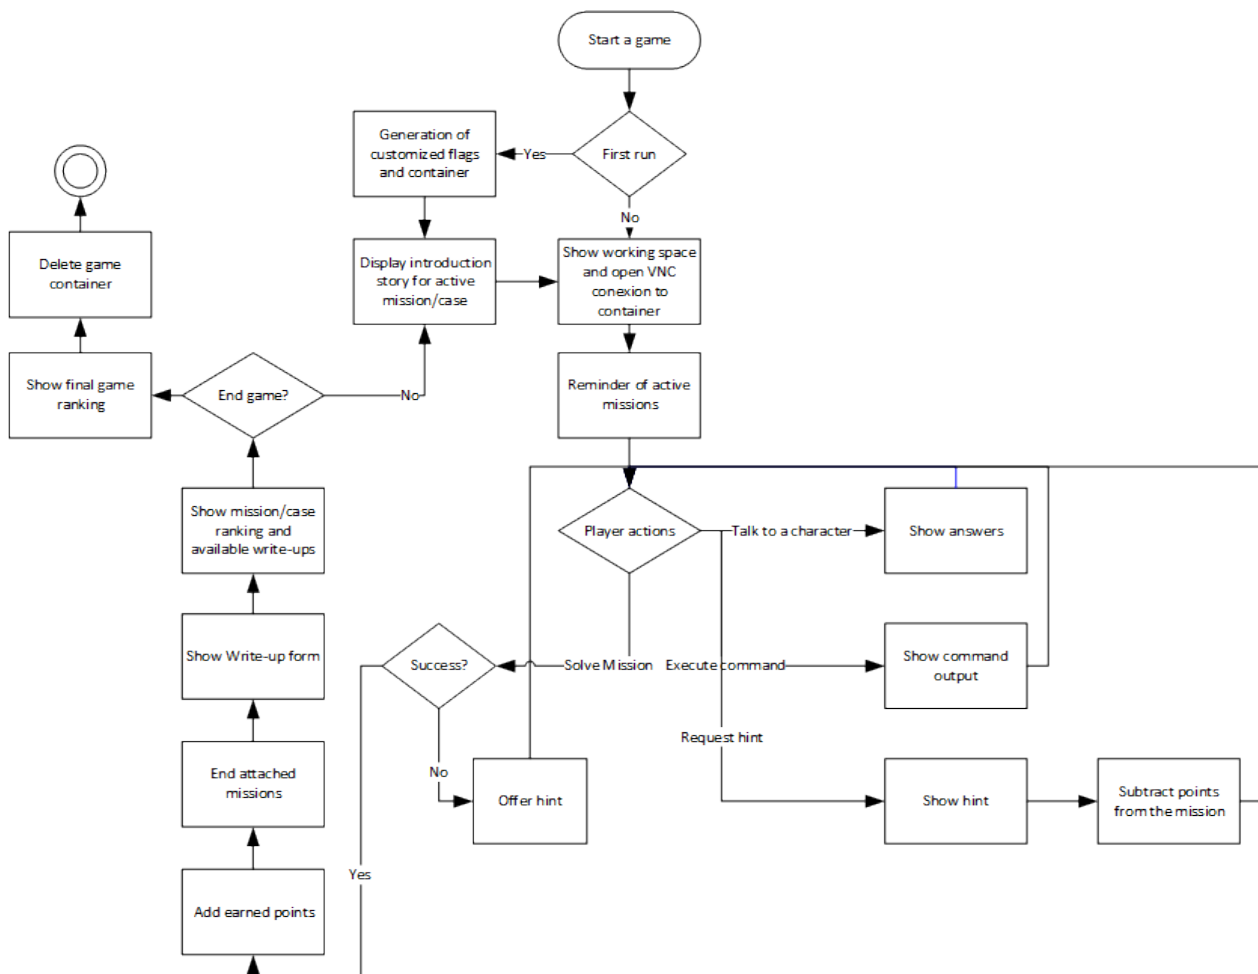 Start a game
Generation of
customized flags
and container
Yes
First run
No
Delete game
container
Display introduction
story for active
mission/case
Show working space
and open VNC
conexion to
container
Show final game
ranking
End game?
No
Reminder of active
missions
Show mission/case
ranking and
available write-ups
Player actions
Talk to a character
Show answers
Show Write-up form
Success?
Solve Mission
Execute command
Show command
output
Request hint
End attached
missions
No
Offer hint
Show hint
Subtract points
from the mission
Yes
Add earned points